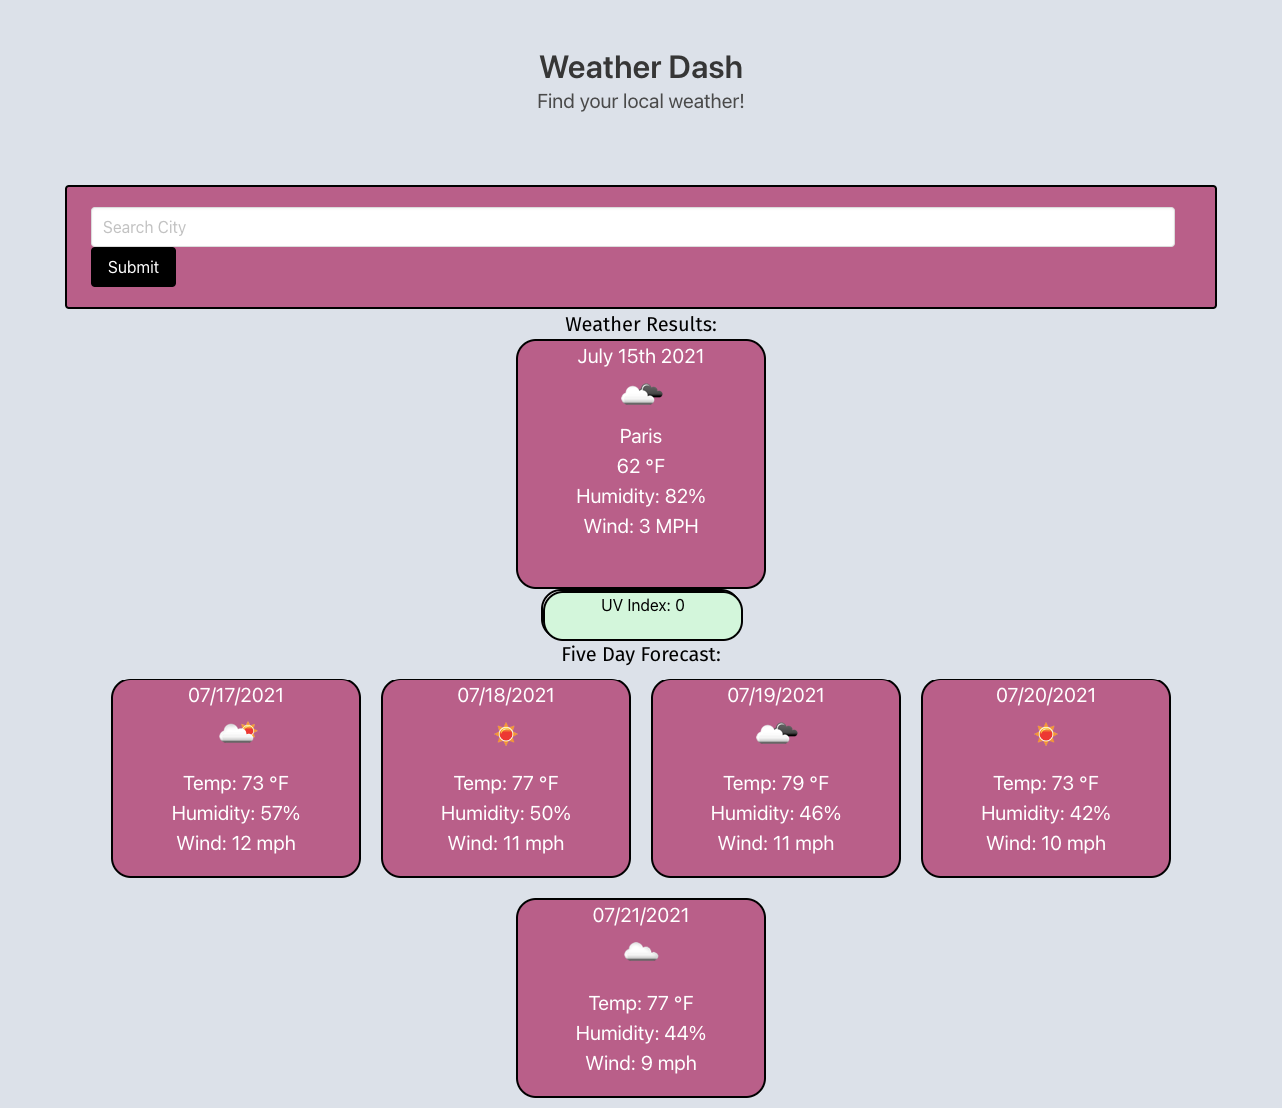 Weather Dash
Find your local weather!
Search City
Submit
Weather Results:
July 15th 2021
Paris
62 °F
Humidity: 82%
Wind: 3 MPH
UV Index: 0
Five Day Forecast:
07/17/2021
Temp: 73 °F
Humidity: 57%
Wind: 12 mph
07/18/2021
Temp: 77 °F
Humidity: 50%
Wind: 11 mph
07/19/2021
Temp: 79 °F
Humidity: 46%
Wind: 11 mph
07/20/2021
Temp: 73 °F
Humidity: 42%
Wind: 10 mph
07/21/2021
Temp: 77 °F
Humidity: 44%
Wind: 9 mph